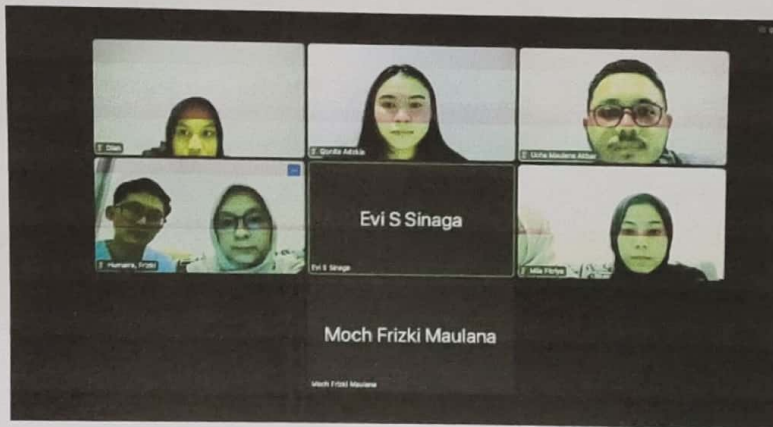 Dian
Qonita Adzkia
Ucha Maulana Akbar
Humaira, Frizki
Evi S Sinaga
Evi S Sinaga
Mila Fitriya
Moch Frizki Maulana
Moch Frizki Maulana